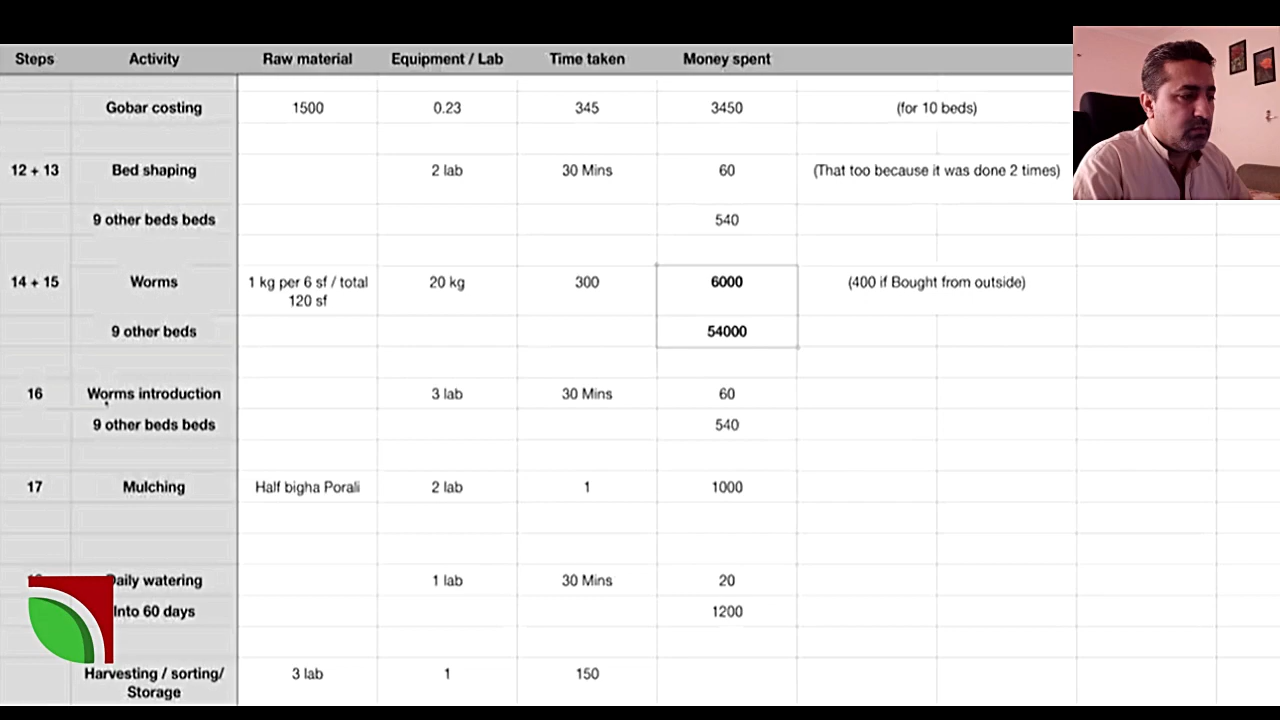 Steps Activity Raw material Equipment / Lab Time taken Money spent
Gobar costing 1500 0.23 345 3450 (for 10 beds)
12 + 13 Bed shaping 2 lab 30 Mins 60 (That too because it was done 2 times)
9 other beds beds 540
14 + 15 Worms 1 kg per 6 sf / total 20 kg 300 6000 (400 if Bought from outside)
120 sf
9 other beds 54000
16 Worms introduction 3 lab 30 Mins 60
9 other beds beds 540
17 Mulching Half bigha Porali 2 lab 1 1000
Daily watering 1 lab 30 Mins 20
Into 60 days 1200
Harvesting / sorting/ 3 lab 1 150
Storage